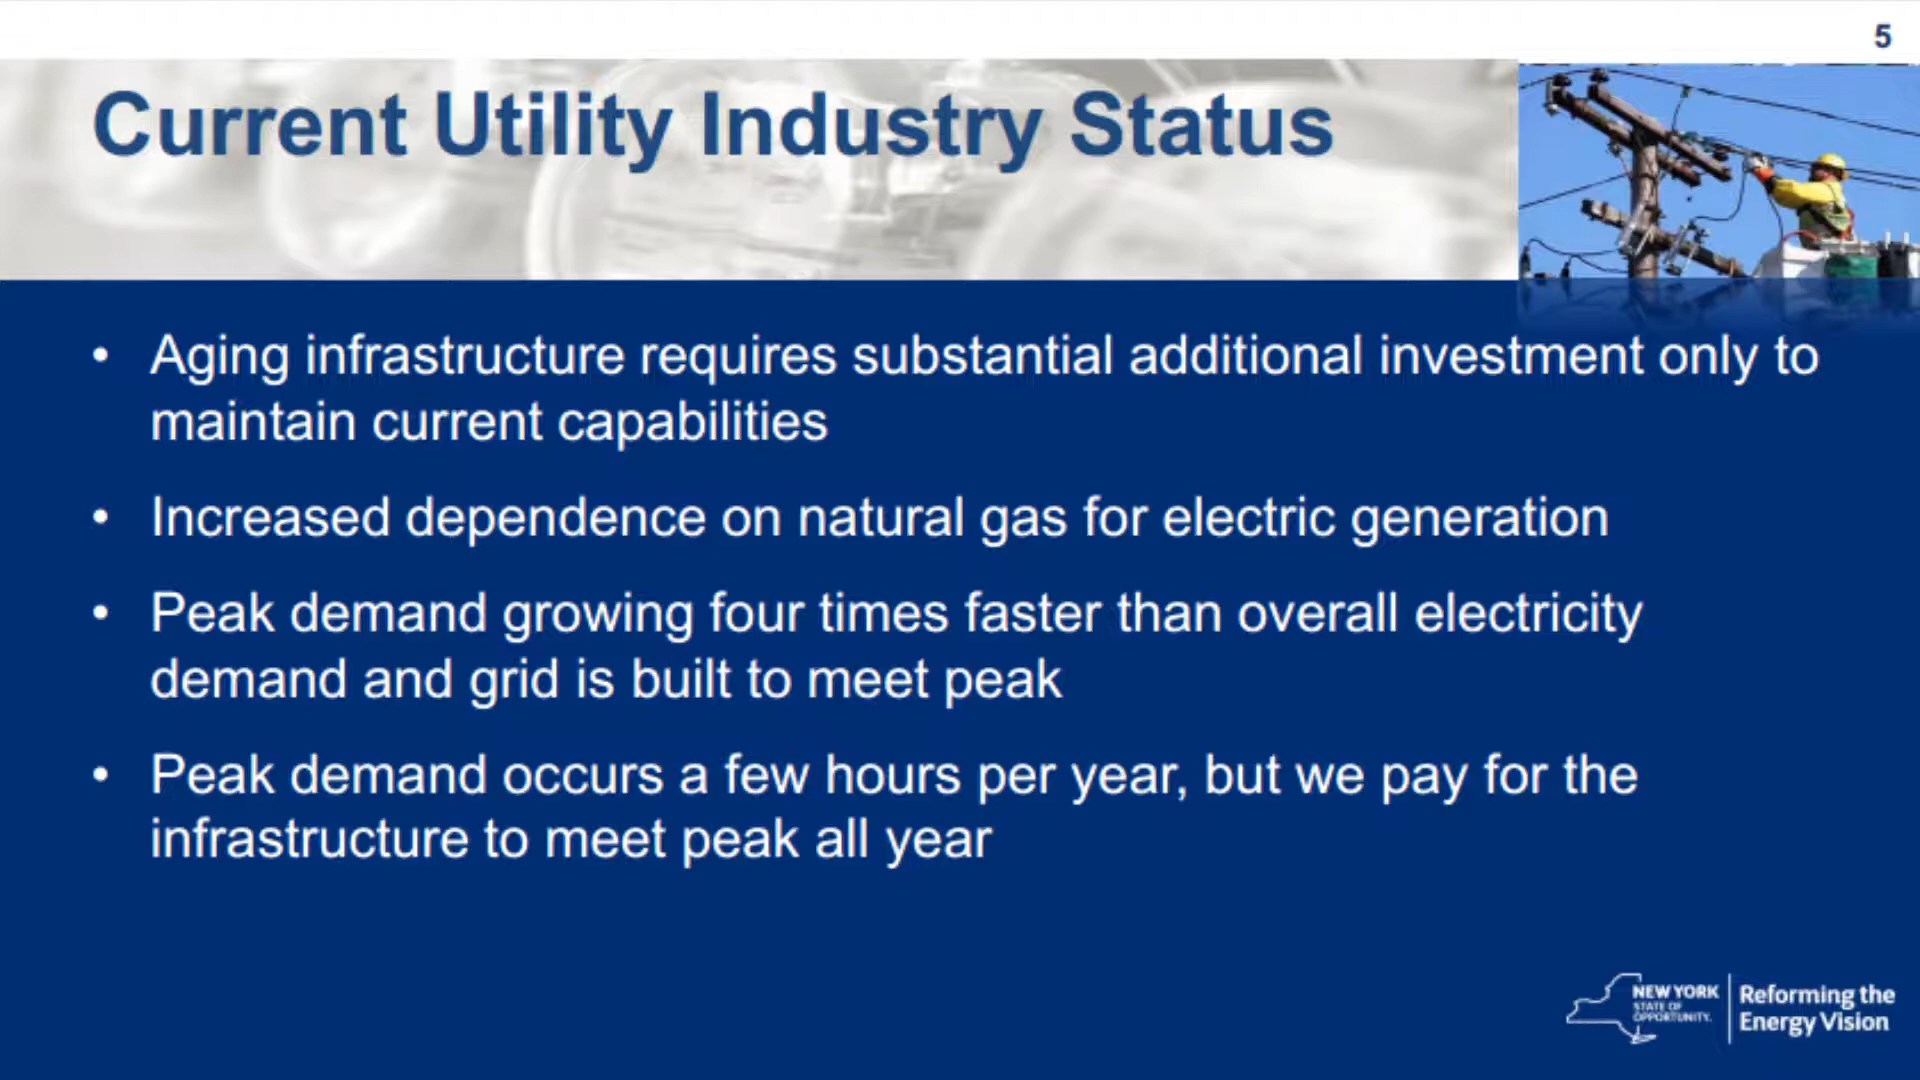 5
Current Utility Industry Status
• Aging infrastructure requires substantial additional investment only to
maintain current capabilities
• Increased dependence on natural gas for electric generation
• Peak demand growing four times faster than overall electricity
demand and grid is built to meet peak
• Peak demand occurs a few hours per year, but we pay for the
infrastructure to meet peak all year
NEW YORK
STATE OF
OPPORTUNITY.
Reforming the
Energy Vision